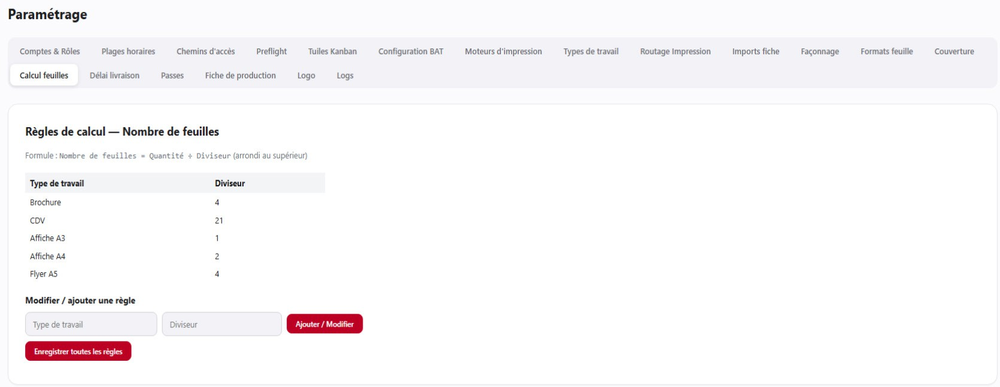 Paramétrage
Comptes & Rôles Plages horaires Chemins d'accès Preflight Tuiles Kanban Configuration BAT Moteurs d'impression Types de travail Routage Impression Imports fiche Façonnage Formats feuille Couverture
Calcul feuilles Délai livraison Passes Fiche de production Logo Logs
Règles de calcul — Nombre de feuilles
Formule : Nombre de feuilles = Quantité ÷ Diviseur (arrondi au supérieur)
Type de travail Diviseur
Brochure 4
CDV 21
Affiche A3 1
Affiche A4 2
Flyer A5 4
Modifier / ajouter une règle
Type de travail Diviseur Ajouter / Modifier
Enregistrer toutes les règles